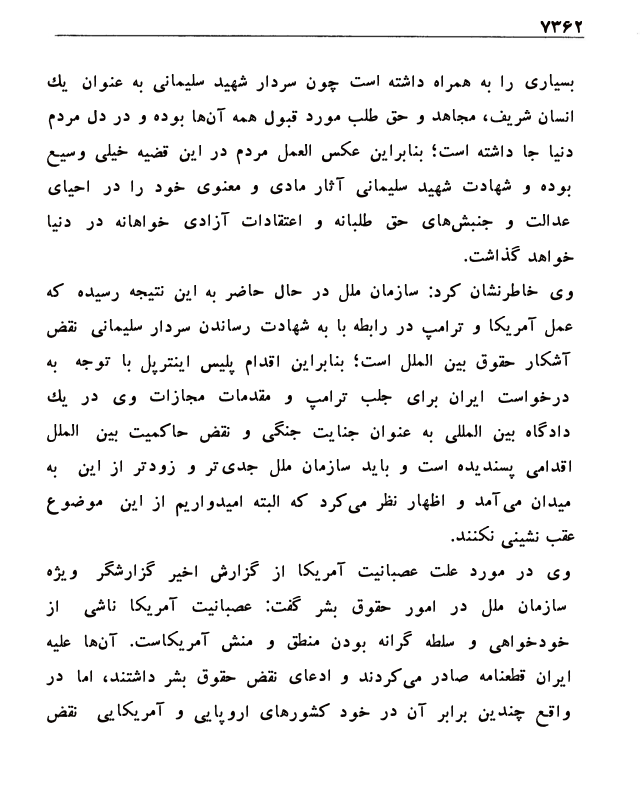 ۷۳۶۲
بسیاری را به همراه داشته است چون سردار شهید سلیمانی به عنوان یك
انسان شریف، مجاهد و حق طلب مورد قبول همه آن‌ها بوده و در دل مردم
دنیا جا داشته است؛ بنابراین عکس العمل مردم در این قضیه خیلی وسیع
بوده و شهادت شهید سلیمانی آثار مادی و معنوی خود را در احیای
عدالت و جنبش‌های حق طلبانه و اعتقادات آزادی خواهانه در دنیا
خواهد گذاشت.
وی خاطرنشان کرد: سازمان ملل در حال حاضر به این نتیجه رسیده که
عمل آمریکا و ترامپ در رابطه با به شهادت رساندن سردار سلیمانی نقض
آشکار حقوق بین الملل است؛ بنابراین اقدام پلیس اینترپل با توجه به
درخواست ایران برای جلب ترامپ و مقدمات مجازات وی در یك
دادگاه بین المللی به عنوان جنایت جنگی و نقض حاکمیت بین الملل
اقدامی پسندیده است و باید سازمان ملل جدی‌تر و زودتر از این به
میدان می‌آمد و اظهار نظر می‌کرد که البته امیدواریم از این موضوع
عقب نشینی نکنند.
وی در مورد علت عصبانیت آمریکا از گزارش اخیر گزارشگر ویژه
سازمان ملل در امور حقوق بشر گفت: عصبانیت آمریکا ناشی از
خودخواهی و سلطه گرانه بودن منطق و منش آمریکاست. آن‌ها علیه
ایران قطعنامه صادر می‌کردند و ادعای نقض حقوق بشر داشتند، اما در
واقع چندین برابر آن در خود کشورهای اروپایی و آمریکایی نقض